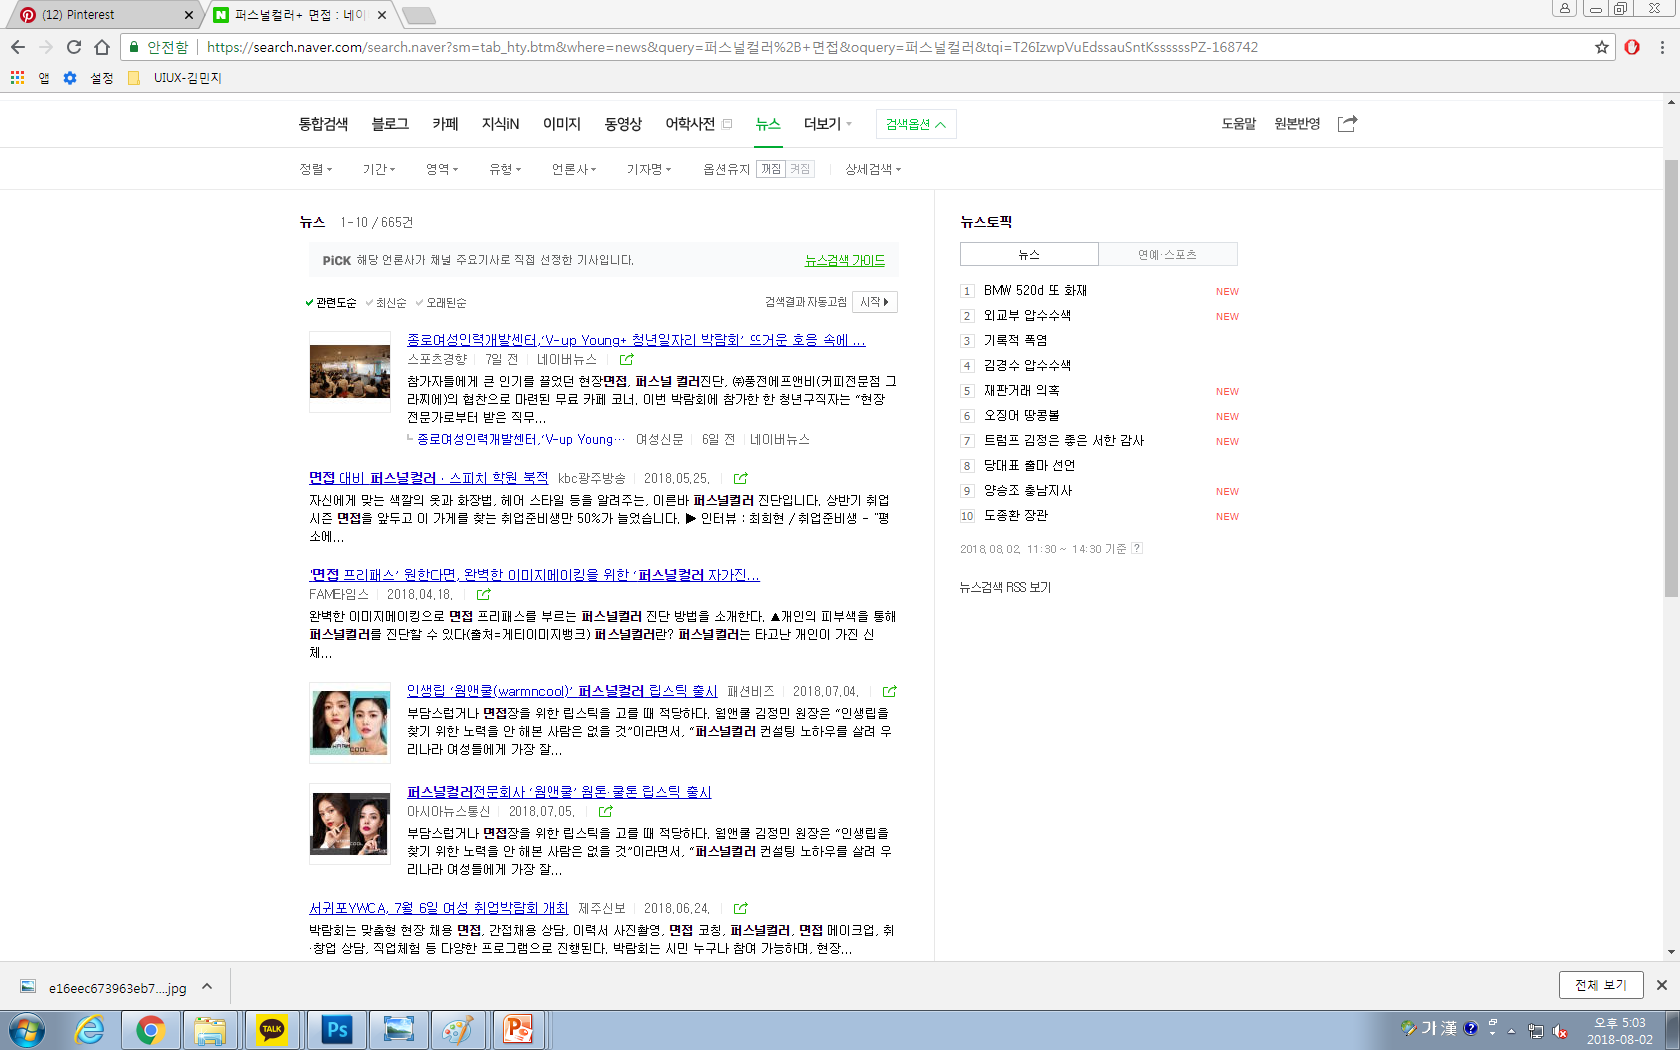 (12) Pinterest
퍼스널컬러+ 면접 : 네이
안전함
https://search.naver.com/search.naver?sm=tab_hty.btm&where=news&query=퍼스널컬러%2B+면접&oquery=퍼스널컬러&tqi=T26IzwpVuEdssauSntKsssssssPZ-168742
앱 설정 UIUX-김민지
통합검색 블로그 카페 지식iN 이미지 동영상 어학사전 뉴스 더보기 검색옵션
도움말 원본반영
정렬 기간 영역 유형 언론사 기자명 옵션유지 꺼짐 켜짐 상세검색
뉴스 1-10 / 665건
PiCK 해당 언론사가 채널 주요기사로 직접 선정한 기사입니다. 뉴스검색 가이드
관련도순 최신순 오래된순 검색결과 자동고침 시작
종로여성인력개발센터,‘V-up Young+ 청년일자리 박람회’ 뜨거운 호응 속에 ...
스포츠경향 7일 전 네이버뉴스
참가자들에게 큰 인기를 끌었던 현장면접, 퍼스널 컬러진단, ㈜풍전에프앤비(커피전문점 그
라찌에)의 협찬으로 마련된 무료 카페 코너. 이번 박람회에 참가한 한 청년구직자는 “현장
전문가로부터 받은 직무...
종로여성인력개발센터,‘V-up Young… 여성신문 6일 전 네이버뉴스
면접 대비 퍼스널컬러 · 스피치 학원 북적 kbc광주방송 2018.05.25.
자신에게 맞는 색깔의 옷과 화장법, 헤어 스타일 등을 알려주는, 이른바 퍼스널컬러 진단입니다. 상반기 취업
시즌 면접을 앞두고 이 가게를 찾는 취업준비생만 50%가 늘었습니다. ▶ 인터뷰 : 최희현 / 취업준비생 - "평
소에...
‘면접 프리패스’ 원한다면, 완벽한 이미지메이킹을 위한 ‘퍼스널컬러 자가진...
FAM타임스 2018.04.18.
완벽한 이미지메이킹으로 면접 프리패스를 부르는 퍼스널컬러 진단 방법을 소개한다. ▲개인의 피부색을 통해
퍼스널컬러를 진단할 수 있다(출처=게티이미지뱅크) 퍼스널컬러란? 퍼스널컬러는 타고난 개인이 가진 신
체...
인생립 ‘웜앤쿨(warmncool)’ 퍼스널컬러 립스틱 출시 패션비즈 2018.07.04.
부담스럽거나 면접장을 위한 립스틱을 고를 때 적당하다. 웜앤쿨 김정민 원장은 “인생립을
찾기 위한 노력을 안 해본 사람은 없을 것”이라면서, “퍼스널컬러 컨설팅 노하우를 살려 우
리나라 여성들에게 가장 잘...
퍼스널컬러전문회사 ‘웜앤쿨’ 웜톤·쿨톤 립스틱 출시
아시아뉴스통신 2018.07.05.
부담스럽거나 면접장을 위한 립스틱을 고를 때 적당하다. 웜앤쿨 김정민 원장은 “인생립을
찾기 위한 노력을 안 해본 사람은 없을 것”이라면서, “퍼스널컬러 컨설팅 노하우를 살려 우
리나라 여성들에게 가장 잘...
서귀포YWCA, 7월 6일 여성 취업박람회 개최 제주신보 2018.06.24.
박람회는 맞춤형 현장 채용 면접, 간접채용 상담, 이력서 사진촬영, 면접 코칭, 퍼스널컬러, 면접 메이크업, 취
·창업 상담, 직업체험 등 다양한 프로그램으로 진행된다. 박람회는 시민 누구나 참여 가능하며, 현장...
뉴스토픽
뉴스 연예·스포츠
1 BMW 520d 또 화재 NEW
2 외교부 압수수색 NEW
3 기록적 폭염
4 김경수 압수수색
5 재판거래 의혹 NEW
6 오징어 땅콩볼 NEW
7 트럼프 김정은 좋은 서한 감사 NEW
8 당대표 출마 선언
9 양승조 충남지사 NEW
10 도종환 장관 NEW
2018.08.02. 11:30 ~ 14:30 기준 ?
뉴스검색 RSS 보기
e16eec673963eb7....jpg
전체 보기
TALK
Ps
가 漢
오후 5:03
2018-08-02